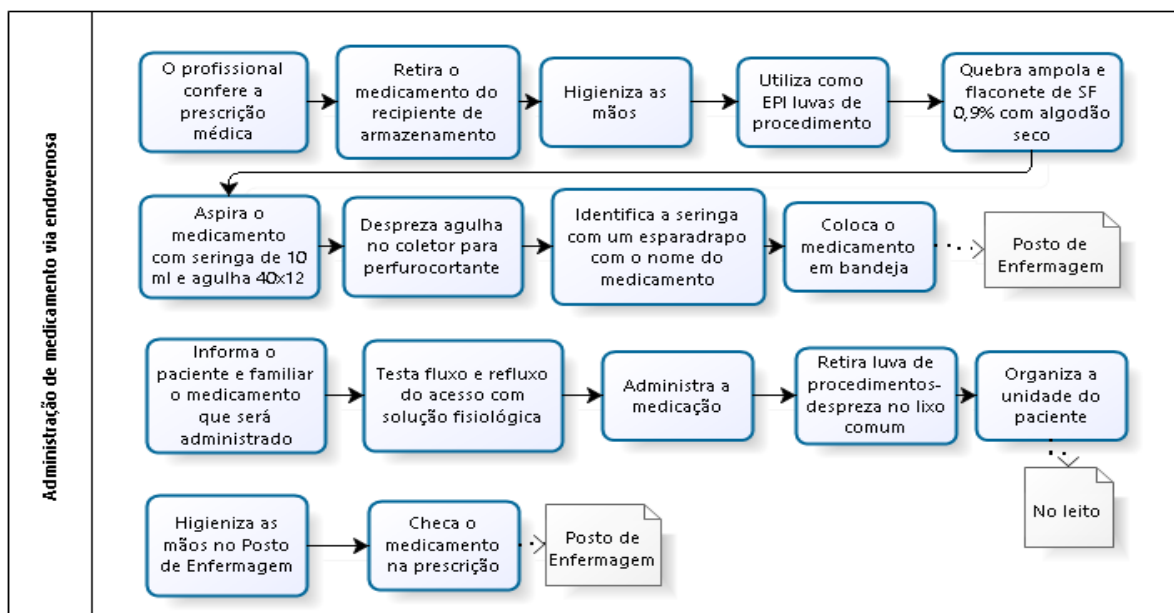 Administração de medicamento via endovenosa
O profissional
confere a
prescrição
médica
Retira o
medicamento do
recipiente de
armazenamento
Higieniza as
mãos
Utiliza como
EPI luvas de
procedimento
Quebra ampola e
flaconete de SF
0,9% com algodão
seco
Aspira o
medicamento
com seringa de 10
ml e agulha 40x12
Despreza agulha
no coletor para
perfurocortante
Identifica a seringa
com um esparadrapo
com o nome do
medicamento
Coloca o
medicamento
em bandeja
Posto de
Enfermagem
Informa o
paciente e familiar
o medicamento
que será
administrado
Testa fluxo e refluxo
do acesso com
solução fisiológica
Administra a
medicação
Retira luva de
procedimentos-
despreza no lixo
comum
Organiza a
unidade do
paciente
No leito
Higieniza as
mãos no Posto
de Enfermagem
Checa o
medicamento
na prescrição
Posto de
Enfermagem